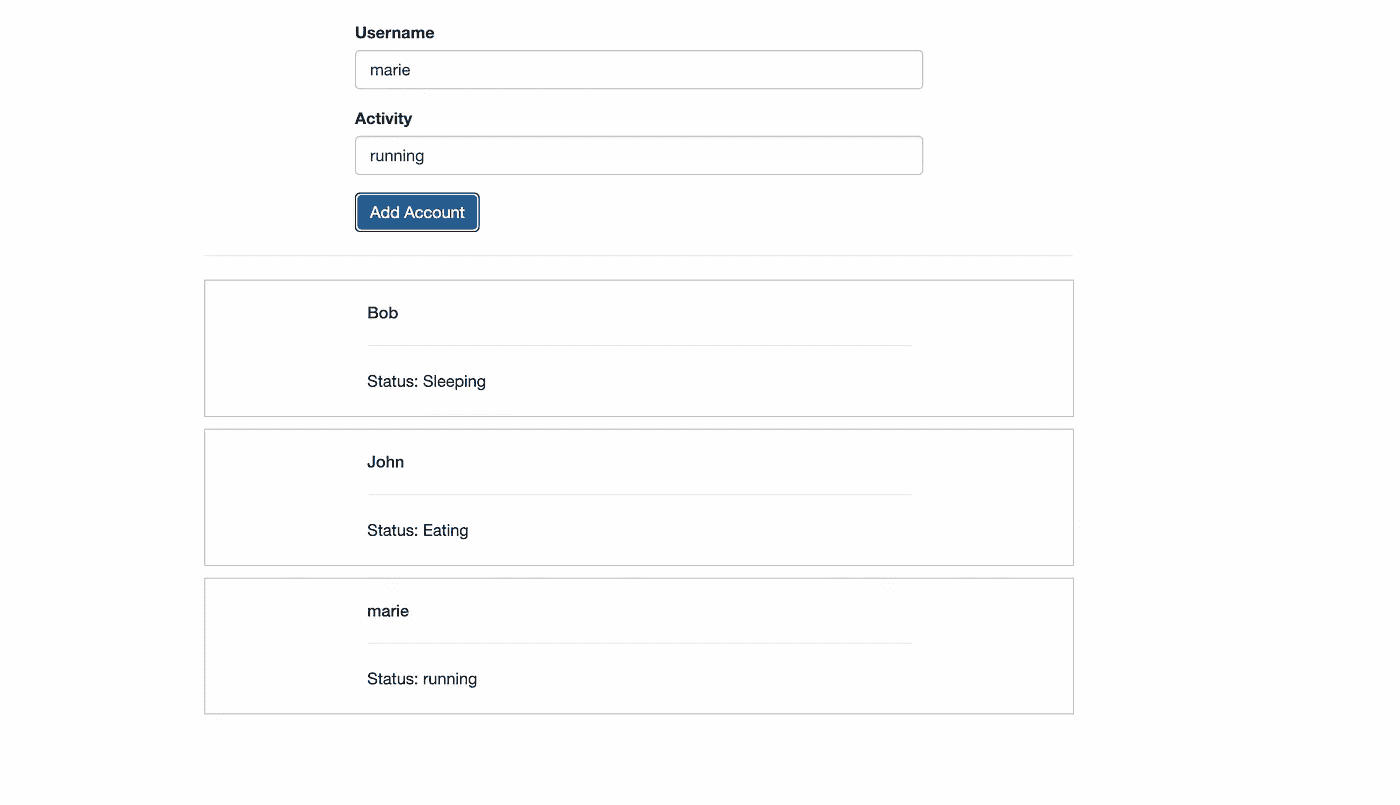 Username
marie
Activity
running
Add Account
Bob
Status: Sleeping
John
Status: Eating
marie
Status: running